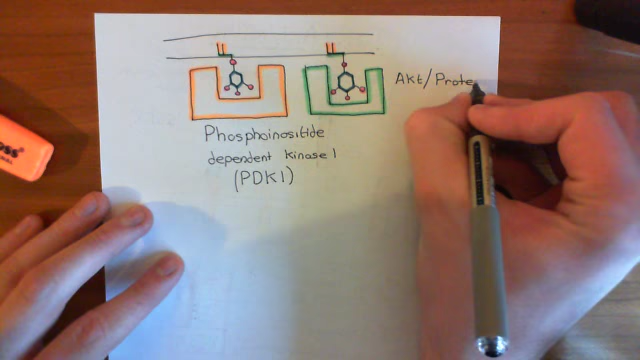 Akt/Prote
Phosphoinositide
dependent kinase 1
(PDK1)